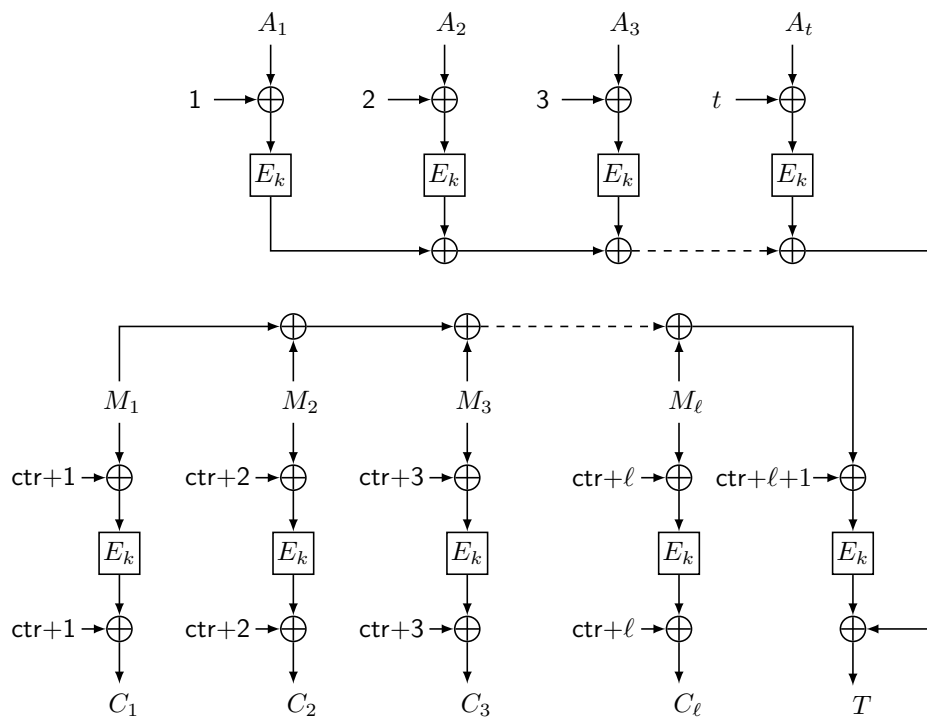 A₁ A₂ A₃ Aₜ
1 2 3 t
Eₖ Eₖ Eₖ Eₖ
M₁ M₂ M₃ M_ℓ
ctr+1 ctr+2 ctr+3 ctr+ℓ ctr+ℓ+1
Eₖ Eₖ Eₖ Eₖ Eₖ
ctr+1 ctr+2 ctr+3 ctr+ℓ
C₁ C₂ C₃ C_ℓ T